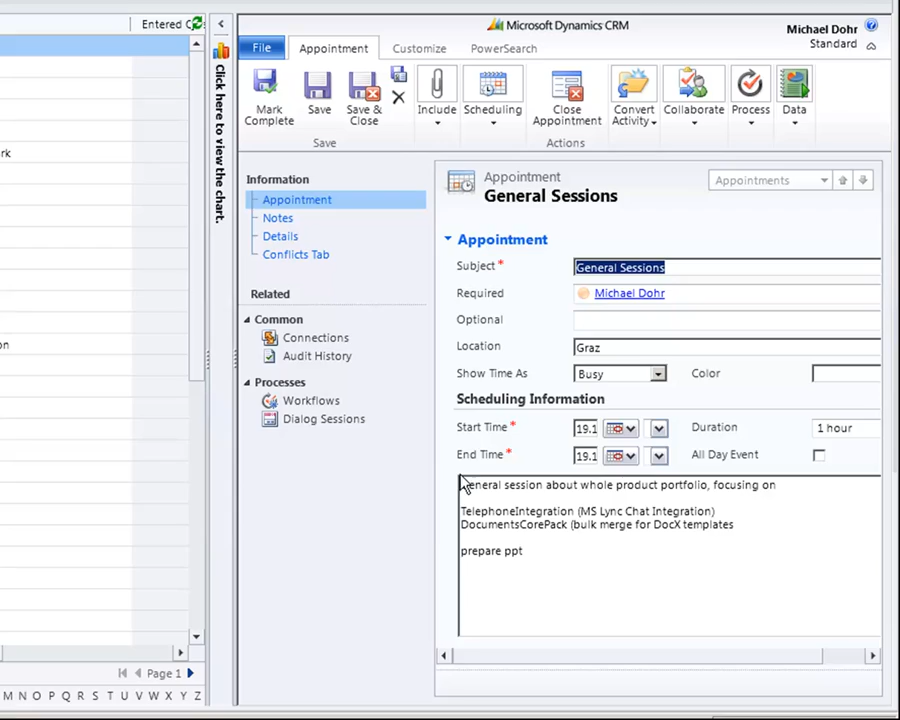 Entered C
Click here to view the chart.
rk
on
Page 1
M N O P Q R S T U V W X Y Z
Microsoft Dynamics CRM
Michael Dohr
Standard
File
Appointment
Customize
PowerSearch
Mark Complete
Save
Save & Close
Include
Scheduling
Close Appointment
Convert Activity
Collaborate
Process
Data
Save
Actions
Information
Appointment
Notes
Details
Conflicts Tab
Related
Common
Connections
Audit History
Processes
Workflows
Dialog Sessions
Appointment
General Sessions
Appointments
Appointment
Subject *
General Sessions
Required
Michael Dohr
Optional
Location
Graz
Show Time As
Busy
Color
Scheduling Information
Start Time *
19.1
Duration
1 hour
End Time *
19.1
All Day Event
General session about whole product portfolio, focusing on
TelephoneIntegration (MS Lync Chat Integration)
DocumentsCorePack (bulk merge for DocX templates
prepare ppt